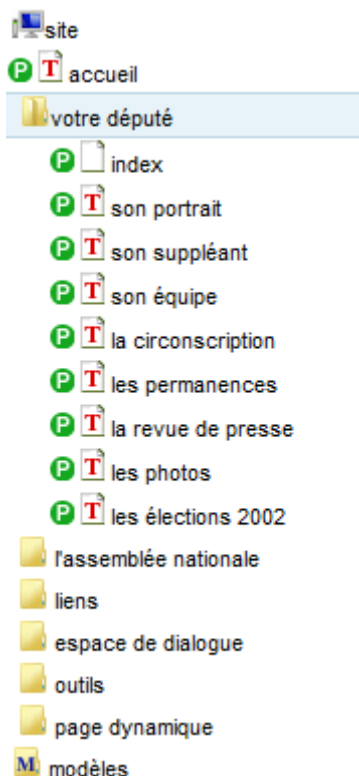 site
P T accueil
votre député
P index
P T son portrait
P T son suppléant
P T son équipe
P T la circonscription
P T les permanences
P T la revue de presse
P T les photos
P T les élections 2002
l'assemblée nationale
liens
espace de dialogue
outils
page dynamique
M modèles